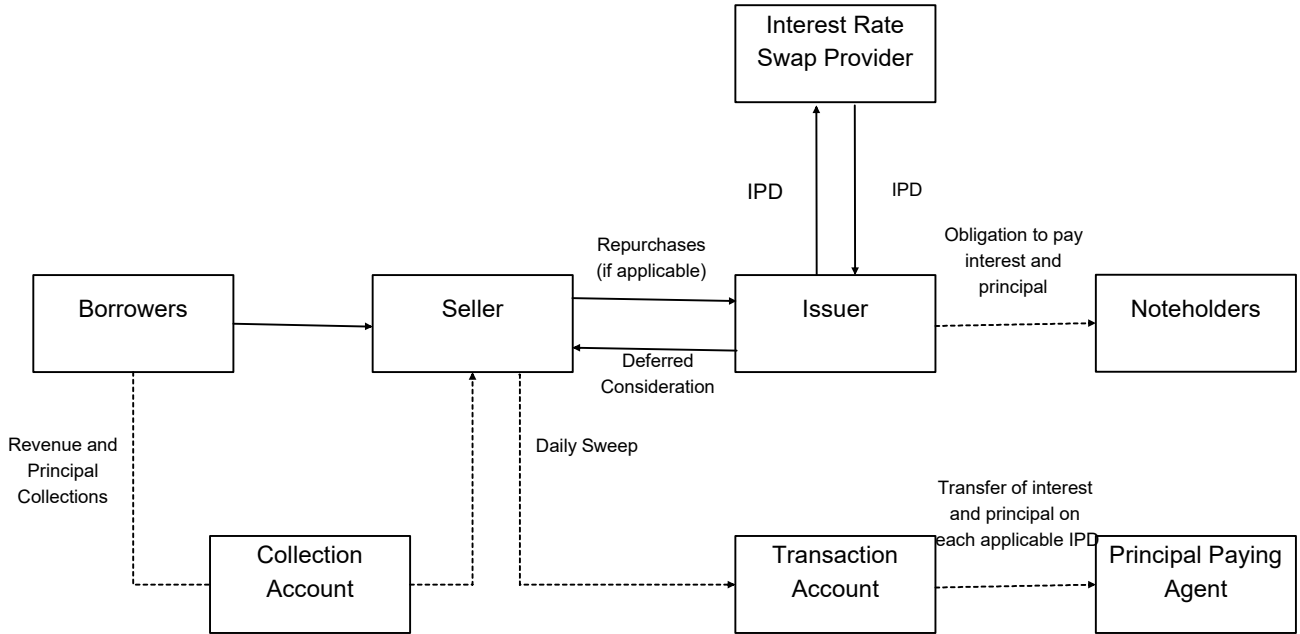 Interest Rate
Swap Provider
IPD
IPD
Repurchases
(if applicable)
Obligation to pay
interest and
principal
Borrowers
Seller
Issuer
Noteholders
Deferred
Consideration
Revenue and
Principal
Collections
Daily Sweep
Transfer of interest
and principal on
each applicable IPD
Collection
Account
Transaction
Account
Principal Paying
Agent